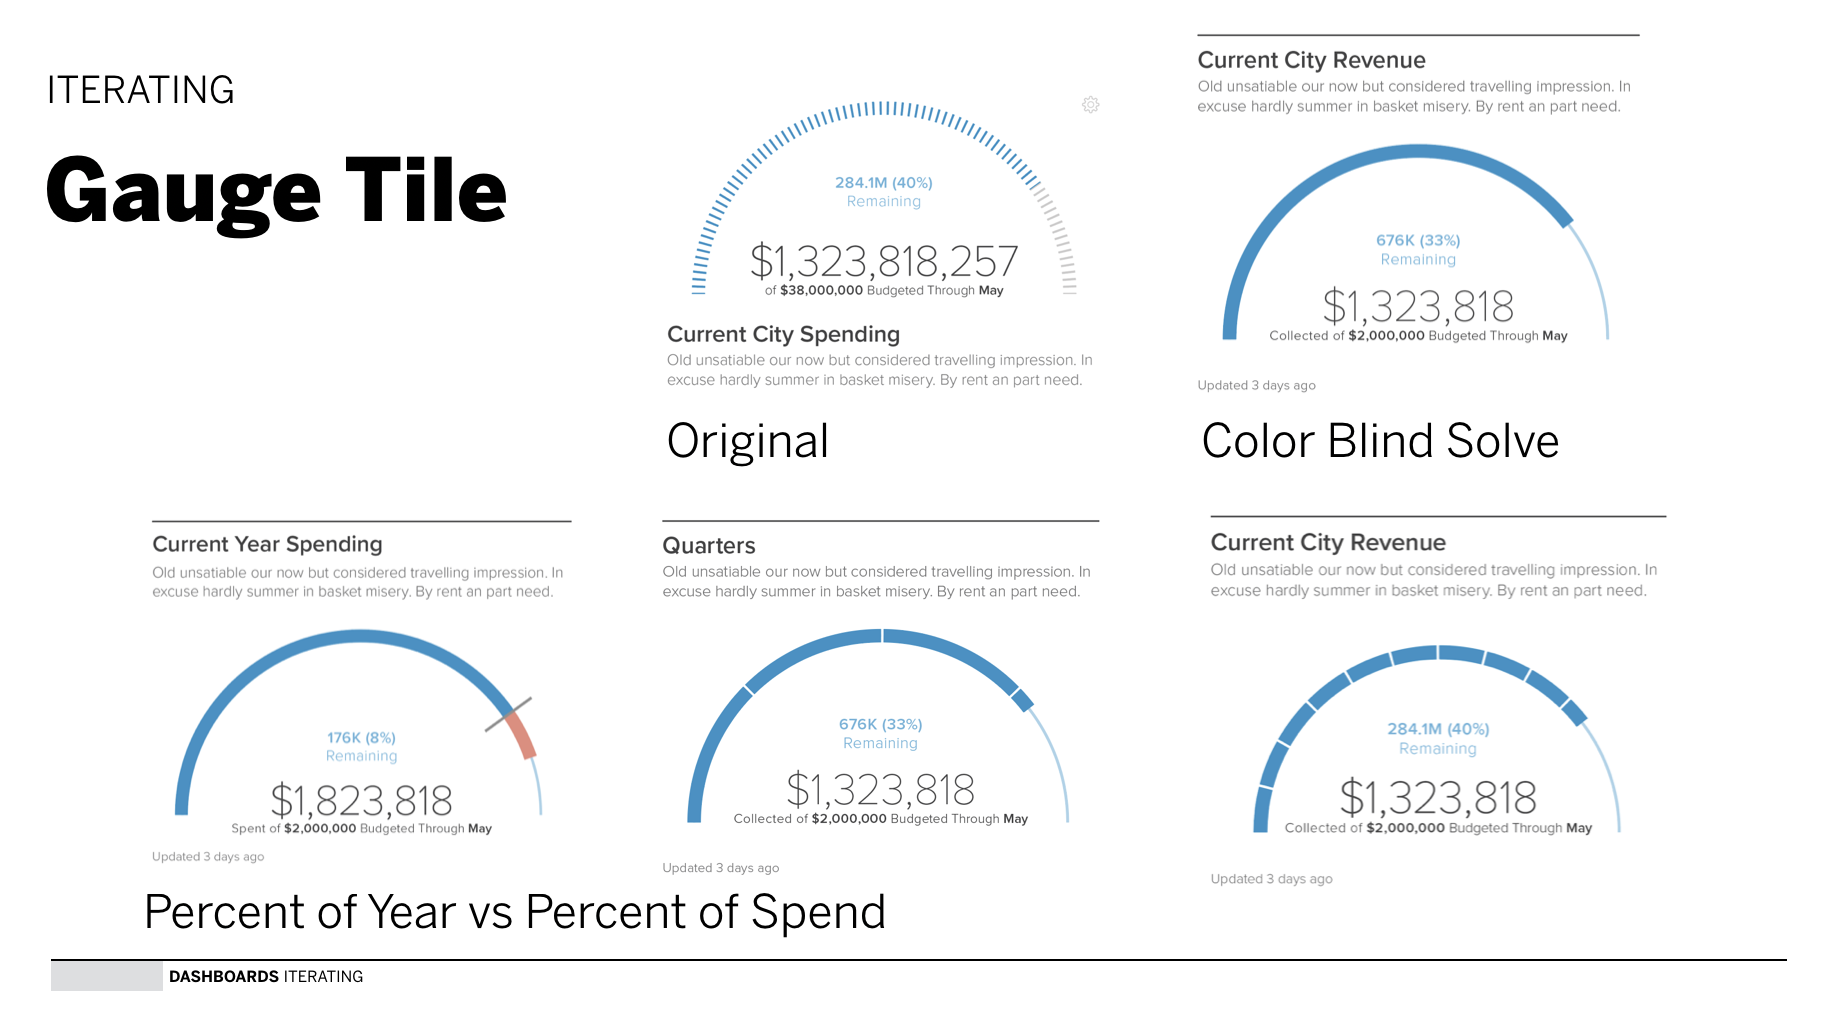 ITERATING
Gauge Tile
284.1M (40%)
Remaining
$1,323,818,257
of $38,000,000 Budgeted Through May
Current City Spending
Old unsatiable our now but considered travelling impression. In
excuse hardly summer in basket misery. By rent an part need.
Original
Current City Revenue
Old unsatiable our now but considered travelling impression. In
excuse hardly summer in basket misery. By rent an part need.
676K (33%)
Remaining
$1,323,818
Collected of $2,000,000 Budgeted Through May
Updated 3 days ago
Color Blind Solve
Current Year Spending
Old unsatiable our now but considered travelling impression. In
excuse hardly summer in basket misery. By rent an part need.
176K (8%)
Remaining
$1,823,818
Spent of $2,000,000 Budgeted Through May
Updated 3 days ago
Quarters
Old unsatiable our now but considered travelling impression. In
excuse hardly summer in basket misery. By rent an part need.
676K (33%)
Remaining
$1,323,818
Collected of $2,000,000 Budgeted Through May
Updated 3 days ago
Current City Revenue
Old unsatiable our now but considered travelling impression. In
excuse hardly summer in basket misery. By rent an part need.
284.1M (40%)
Remaining
$1,323,818
Collected of $2,000,000 Budgeted Through May
Updated 3 days ago
Percent of Year vs Percent of Spend
DASHBOARDS ITERATING